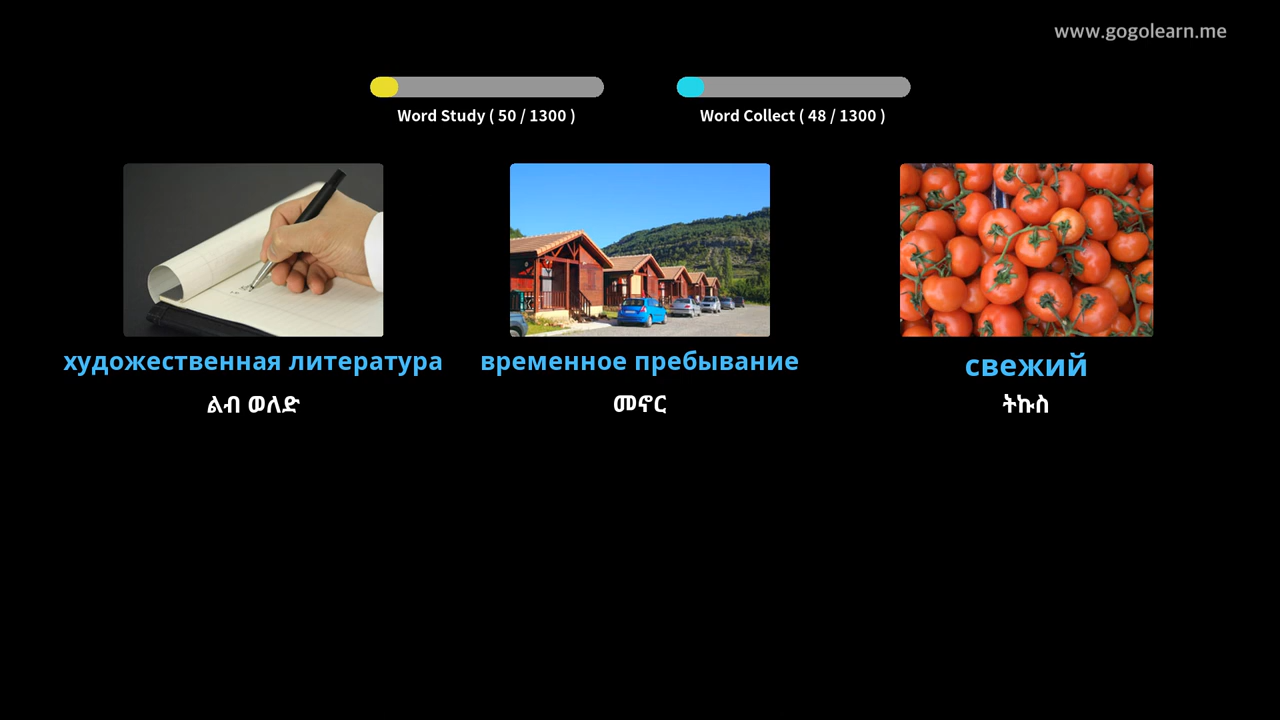 www.gogolearn.me
Word Study ( 50 / 1300 )
Word Collect ( 48 / 1300 )
художественная литература
временное пребывание
свежий
ልብ ወለድ
መኖር
ትኩስ